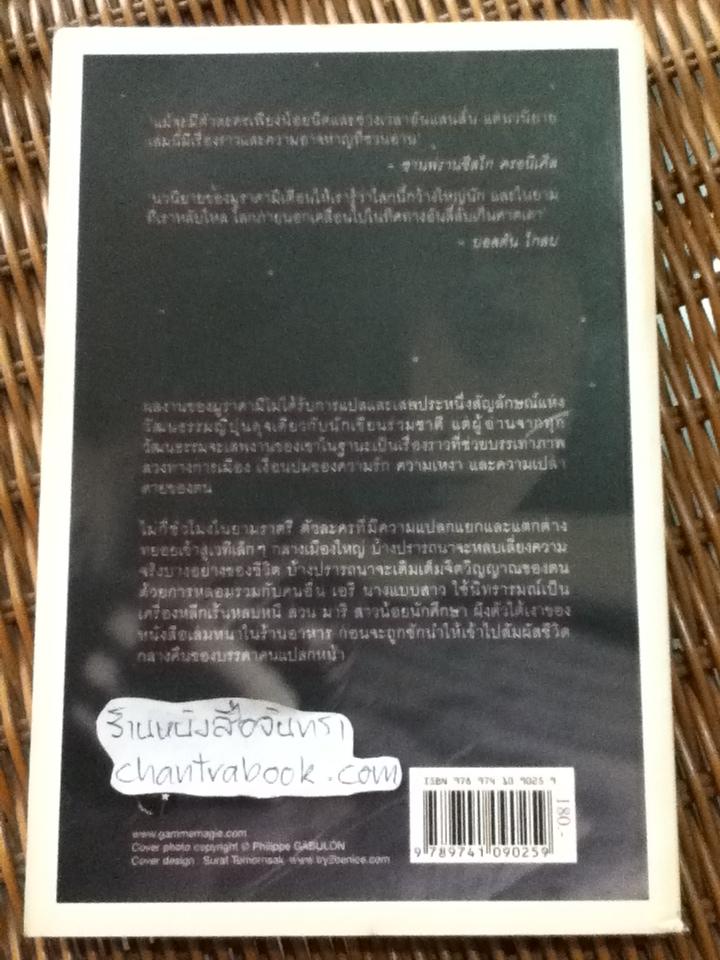 'แม้จะมีตัวละครเพียงน้อยนิดและช่วงเวลาอันแสนสั้น แต่นวนิยาย
เล่มนี้มีเรื่องราวและความอาจหาญที่ชวนอ่าน'
- ซานฟรานซิสโก ครอนิเคิล
'นวนิยายของมูราคามิเตือนให้เรารู้ว่าโลกนี้กว้างใหญ่นัก และในยาม
ที่เราหลับใหล โลกภายนอกเคลื่อนไปในทิศทางอันลี้ลับเกินคาดเดา'
- บอสตัน โกลบ
ผลงานของมูราคามิไม่ได้รับการแปลและเสพประหนึ่งสัญลักษณ์แห่ง
วัฒนธรรมญี่ปุ่นดุจเดียวกับนักเขียนร่วมชาติ แต่ผู้อ่านจากทุก
วัฒนธรรมจะเสพงานของเขาในฐานะเป็นเรื่องราวที่ช่วยบรรเทาภาพ
ลวงทางการเมือง เงื่อนปมของความรัก ความเหงา และความเปล่า
ดายของตน
ไม่กี่ชั่วโมงในยามราตรี ตัวละครที่มีความแปลกแยกและแตกต่าง
ทยอยเข้าสู่เวทีเล็กๆ กลางเมืองใหญ่ บ้างปรารถนาจะหลบเลี่ยงความ
จริงบางอย่างของชีวิต บ้างปรารถนาจะเติมเต็มจิตวิญญาณของตน
ด้วยการหลอมรวมกับคนอื่น เอริ นางแบบสาว ใช้นิทรารมณ์เป็น
เครื่องหลีกเร้นหลบหนี ส่วน มาริ สาวน้อยนักศึกษา ฝังตัวใต้เงาของ
หนังสือเล่มหนาในร้านอาหาร ก่อนจะถูกชักนำให้เข้าไปสัมผัสชีวิต
กลางคืนของบรรดาคนแปลกหน้า
ร้านหนังสือจันทรา
chantrabook.com
ISBN 978 974 10 9025 9
180.-
9 789741 090259
www.gammemagie.com
Cover photo copyright © Philippe GABULON
Cover design : Surat Tomornsak